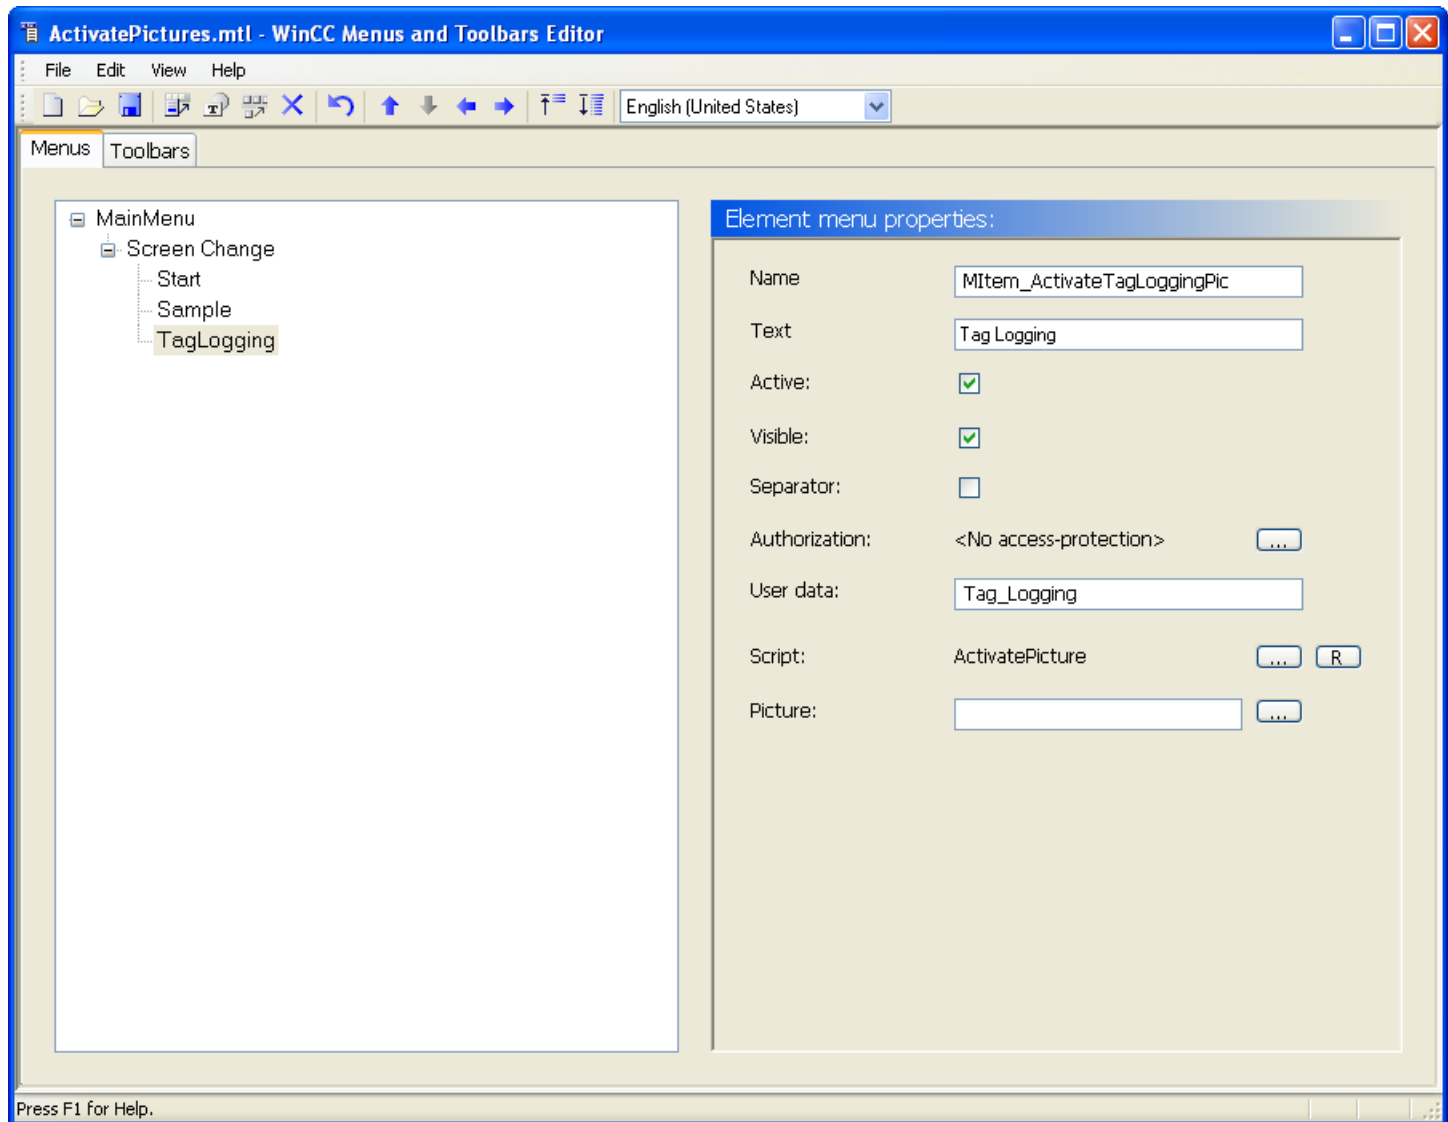 ActivatePictures.mtl - WinCC Menus and Toolbars Editor
File Edit View Help
English (United States)
Menus Toolbars
MainMenu
Screen Change
Start
Sample
TagLogging
Element menu properties:
Name MItem_ActivateTagLoggingPic
Text Tag Logging
Active:
Visible:
Separator:
Authorization: <No access-protection> ...
User data: Tag_Logging
Script: ActivatePicture ... R
Picture: ...
Press F1 for Help.